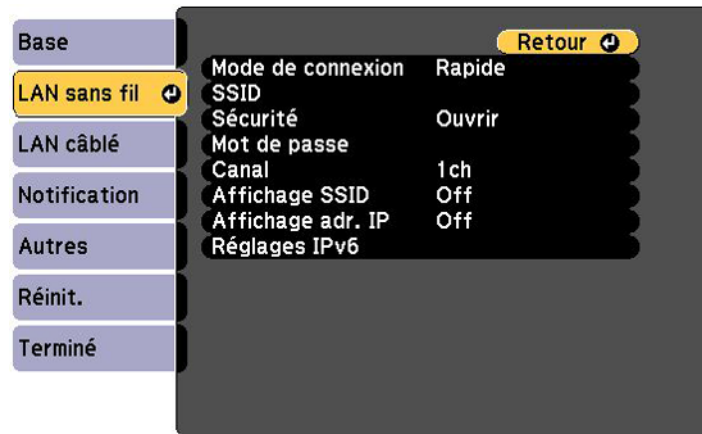 Base
LAN sans fil
LAN câblé
Notification
Autres
Réinit.
Terminé
Retour
Mode de connexion Rapide
SSID
Sécurité Ouvrir
Mot de passe
Canal 1ch
Affichage SSID Off
Affichage adr. IP Off
Réglages IPv6